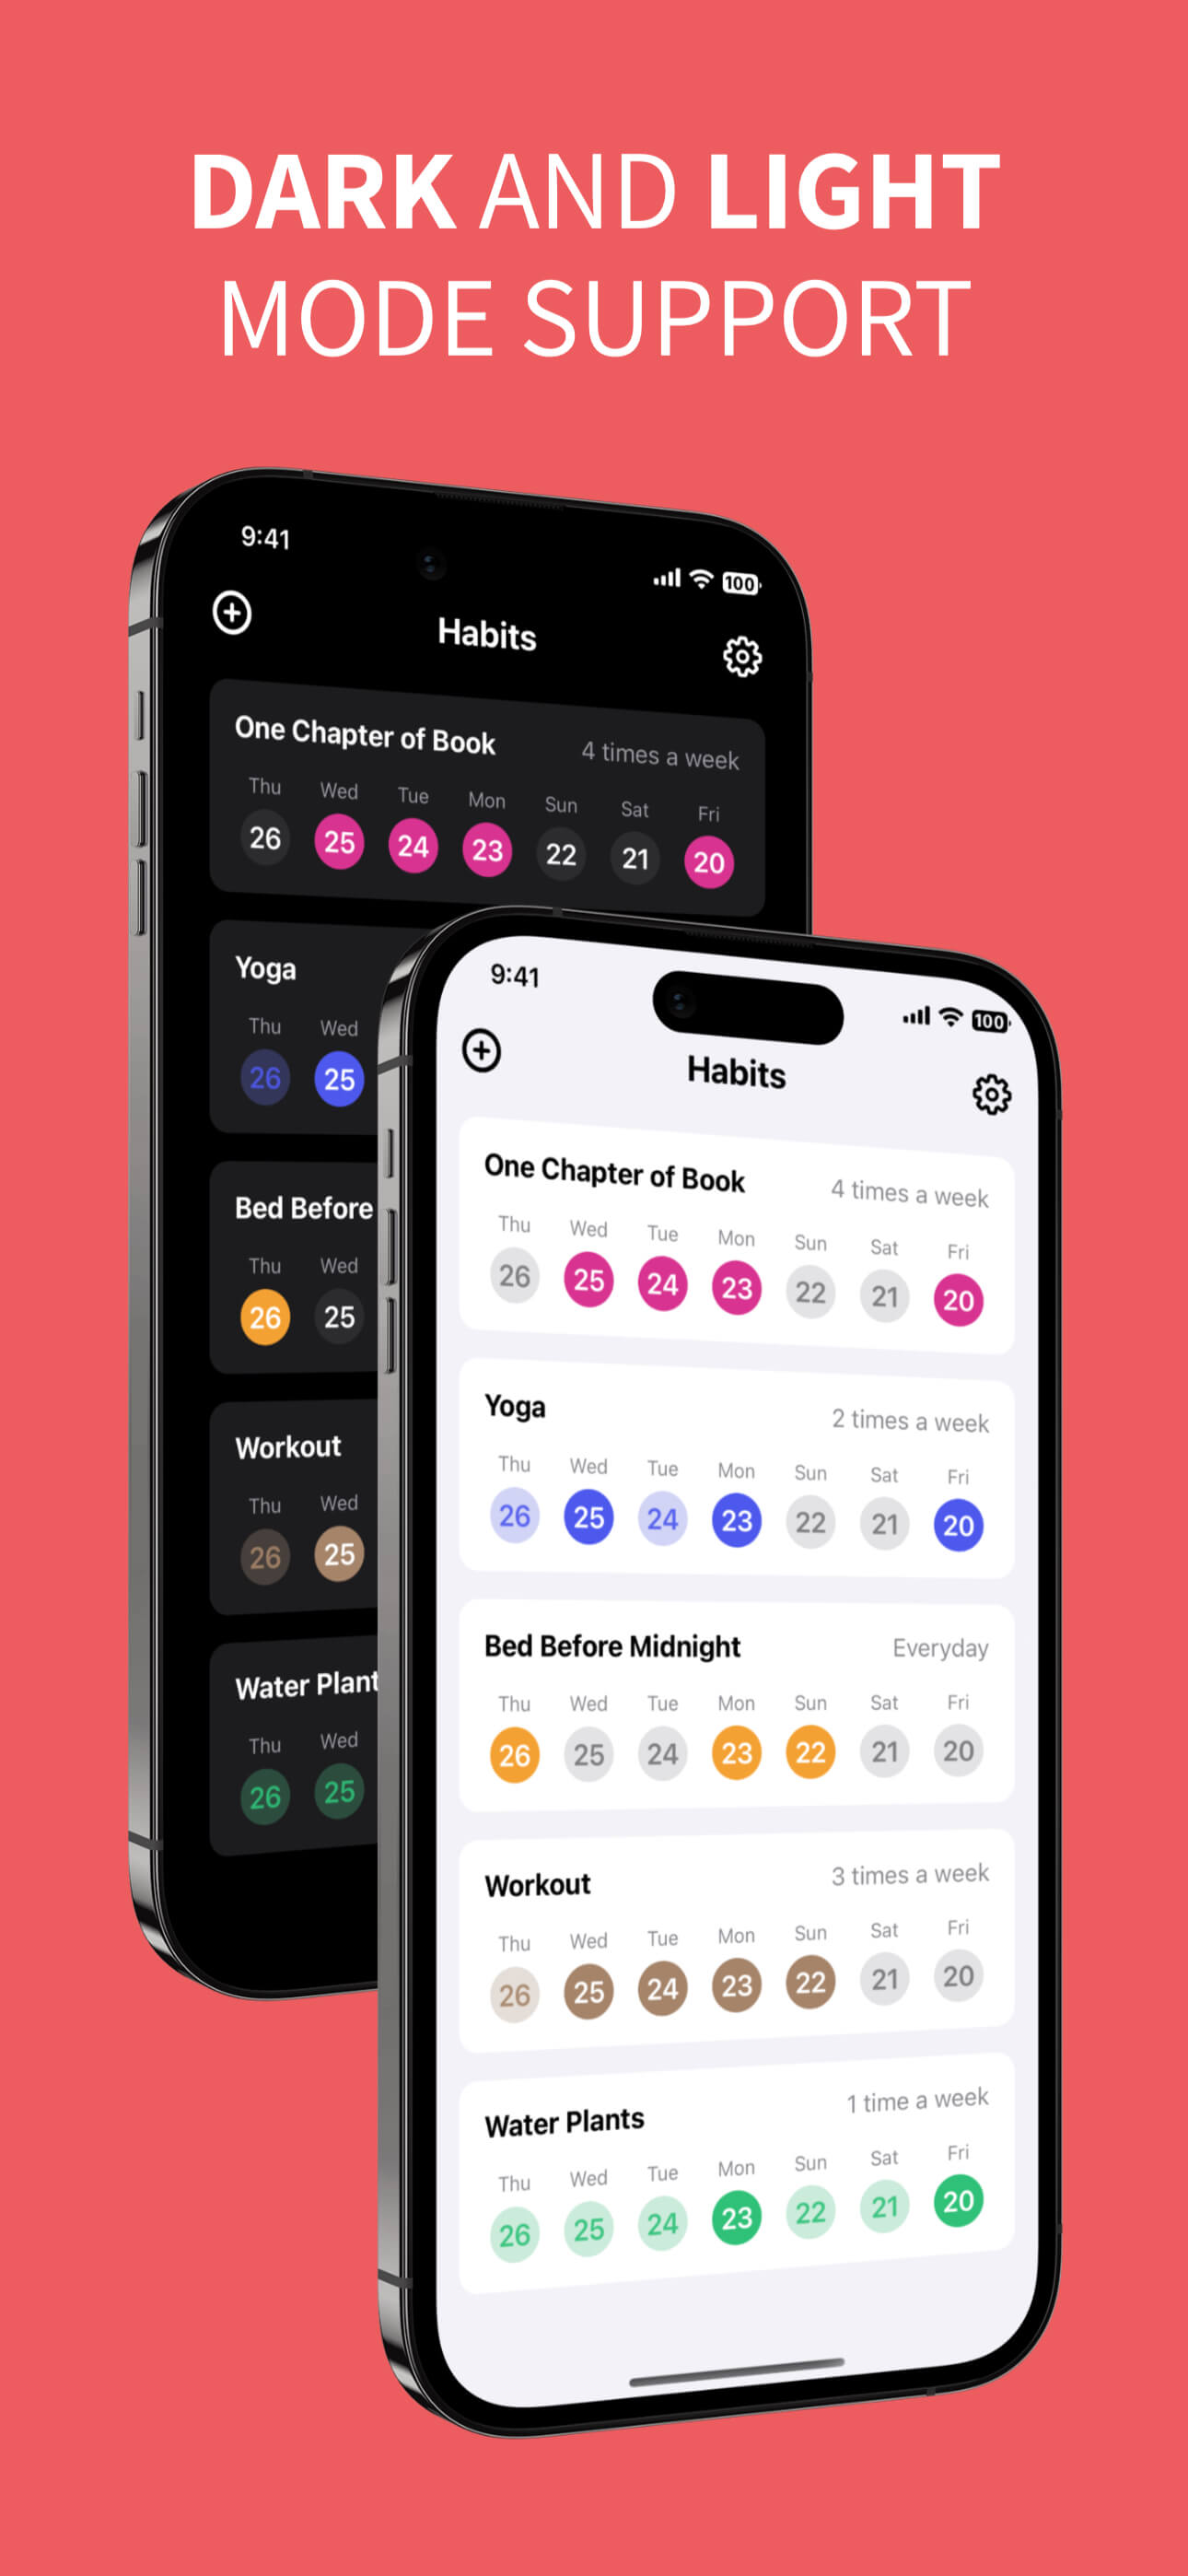 DARK AND LIGHT
MODE SUPPORT
9:41
100
Habits
One Chapter of Book
4 times a week
Thu Wed Tue Mon Sun Sat Fri
26 25 24 23 22 21 20
Yoga
Thu Wed
26 25
Bed Before
Thu Wed
26 25
Workout
Thu Wed
26 25
Water Plant
Thu Wed
26 25
9:41
100
Habits
One Chapter of Book
4 times a week
Thu Wed Tue Mon Sun Sat Fri
26 25 24 23 22 21 20
Yoga
2 times a week
Thu Wed Tue Mon Sun Sat Fri
26 25 24 23 22 21 20
Bed Before Midnight
Everyday
Thu Wed Tue Mon Sun Sat Fri
26 25 24 23 22 21 20
Workout
3 times a week
Thu Wed Tue Mon Sun Sat Fri
26 25 24 23 22 21 20
Water Plants
1 time a week
Thu Wed Tue Mon Sun Sat Fri
26 25 24 23 22 21 20